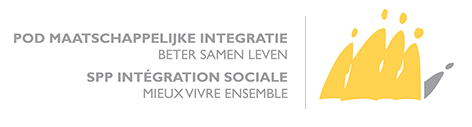 POD MAATSCHAPPELIJKE INTEGRATIE
BETER SAMEN LEVEN
SPP INTÉGRATION SOCIALE
MIEUX VIVRE ENSEMBLE